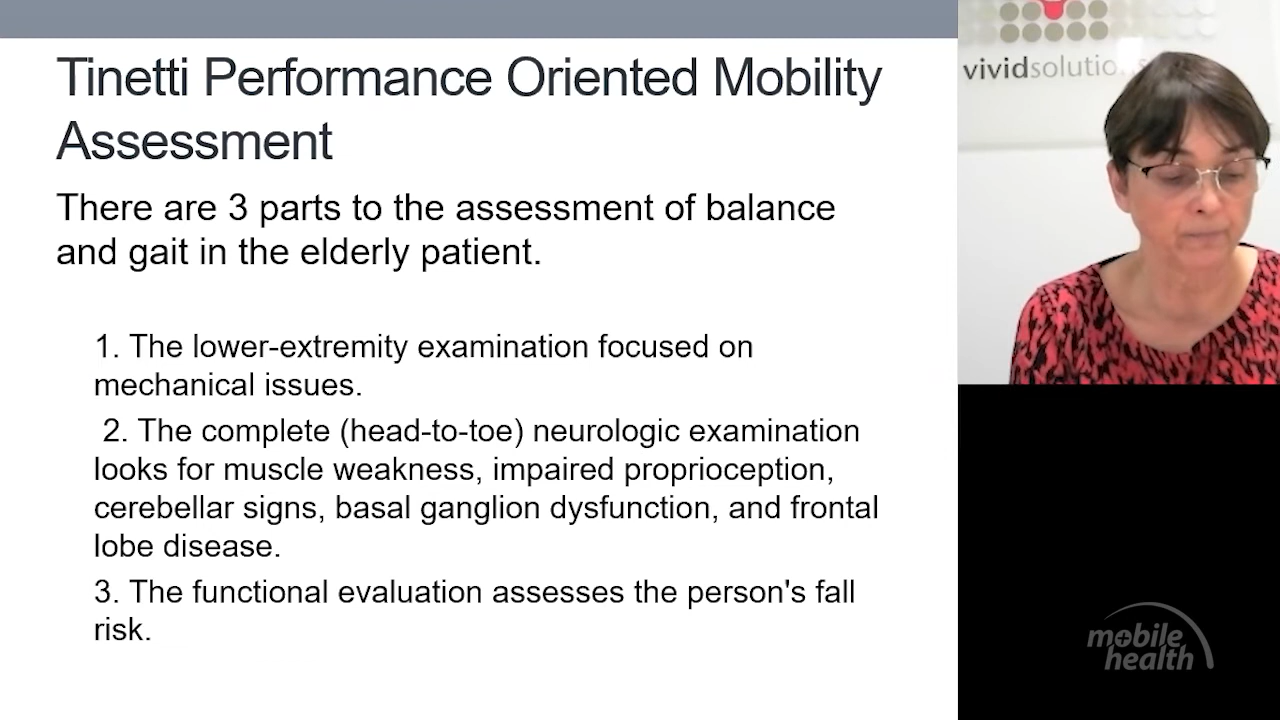 Tinetti Performance Oriented Mobility
Assessment
There are 3 parts to the assessment of balance
and gait in the elderly patient.
1. The lower-extremity examination focused on
mechanical issues.
2. The complete (head-to-toe) neurologic examination
looks for muscle weakness, impaired proprioception,
cerebellar signs, basal ganglion dysfunction, and frontal
lobe disease.
3. The functional evaluation assesses the person's fall
risk.
vividsolutions
mobile
health